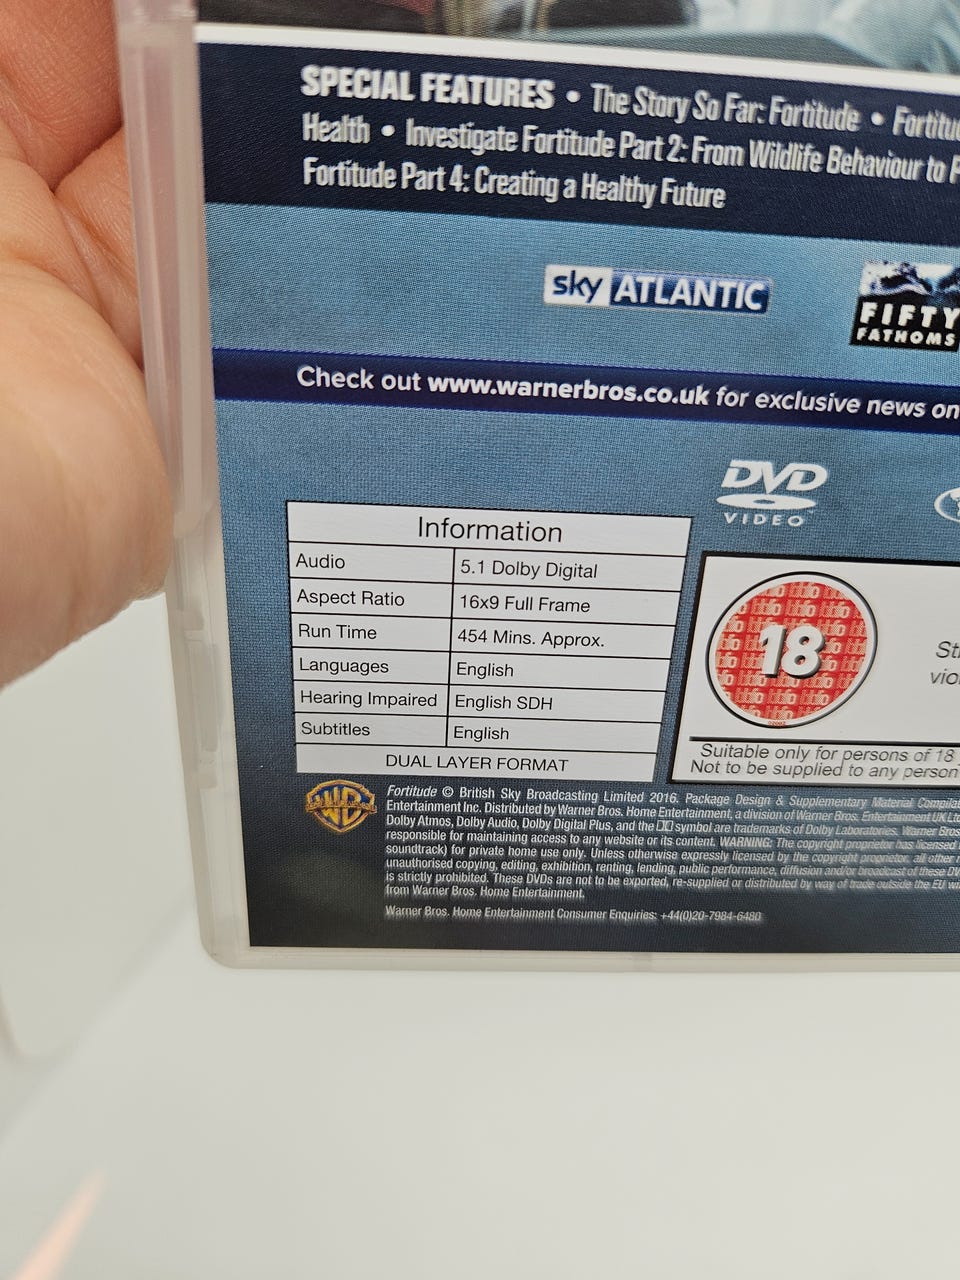 SPECIAL FEATURES • The Story So Far: Fortitude •
Health • Investigate Fortitude Part 2: From Wildlife Behaviour to
Fortitude Part 4: Creating a Healthy Future
sky ATLANTIC
FIFTY
FATHOMS
Check out www.warnerbros.co.uk for exclusive news on
DVD
VIDEO
Information
Audio 5.1 Dolby Digital
Aspect Ratio 16x9 Full Frame
Run Time 454 Mins. Approx.
Languages English
Hearing Impaired English SDH
Subtitles English
DUAL LAYER FORMAT
18
Suitable only for persons of 18
Not to be supplied to any person
WB
Fortitude © British Sky Broadcasting Limited 2016. Package Design & Supplementary Material
Entertainment Inc. Distributed by Warner Bros. Home Entertainment, a division of Warner Bros. Entertainment UK
Dolby Atmos, Dolby Audio, Dolby Digital Plus, and the symbol are trademarks of Dolby Laboratories. Warner
responsible for maintaining access to any website or its content. WARNING: The copyright proprietor has licensed
soundtrack) for private home use only. Unless otherwise expressly licensed by the copyright proprietor, all other
unauthorised copying, editing, exhibition, renting, lending, public performance, diffusion and/or broadcast of these
is strictly prohibited. These DVDs are not to be exported, re-supplied or distributed by way of trade outside the EU
from Warner Bros. Home Entertainment.
Warner Bros. Home Entertainment Consumer Enquiries: +44(0)20-7984-6480